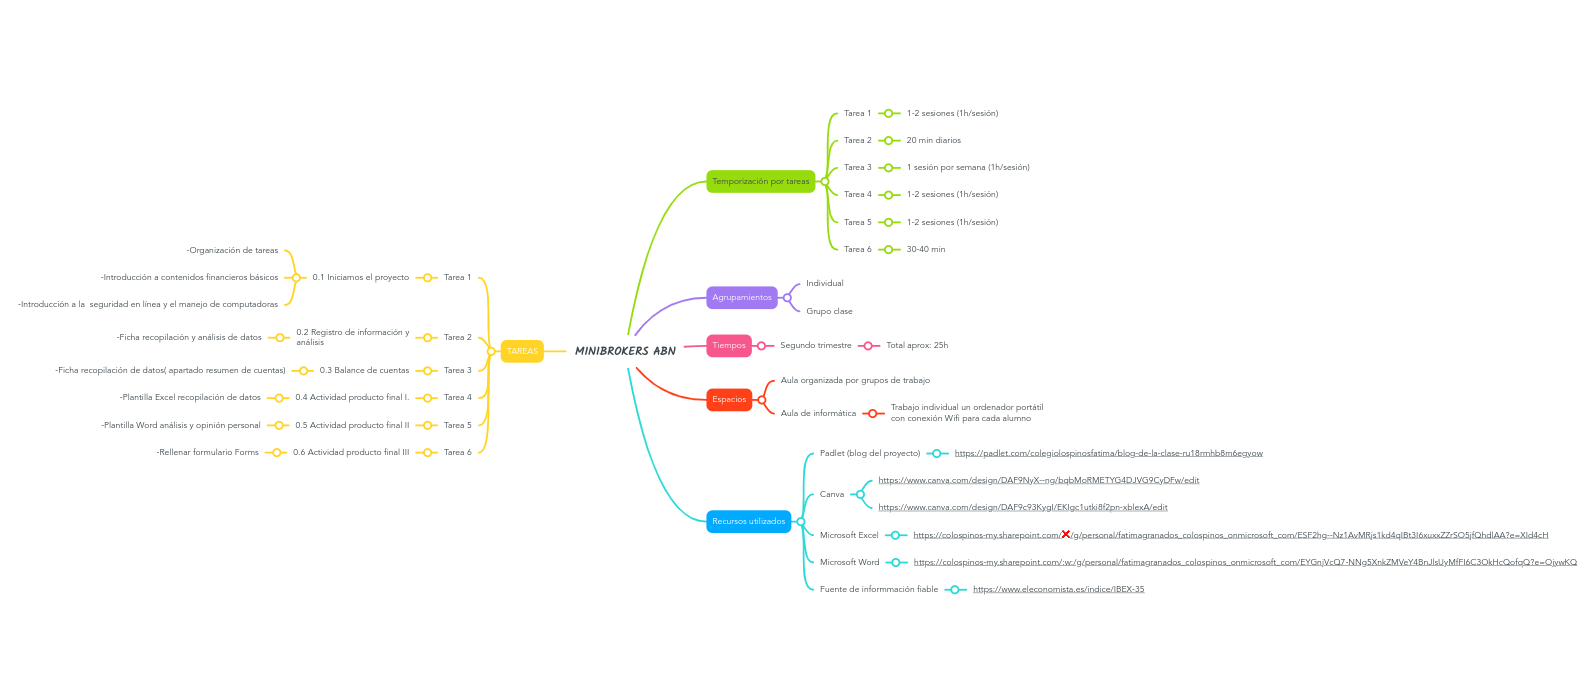 MINIBROKERS ABN
TAREAS
Tarea 1
0.1 Iniciamos el proyecto
-Organización de tareas
-Introducción a contenidos financieros básicos
-Introducción a la  seguridad en línea y el manejo de computadoras
Tarea 2
0.2 Registro de información y
análisis
-Ficha recopilación y análisis de datos
Tarea 3
0.3 Balance de cuentas
-Ficha recopilación de datos( apartado resumen de cuentas)
Tarea 4
0.4 Actividad producto final I.
-Plantilla Excel recopilación de datos
Tarea 5
0.5 Actividad producto final II
-Plantilla Word análisis y opinión personal
Tarea 6
0.6 Actividad producto final III
-Rellenar formulario Forms
Temporización por tareas
Tarea 1
1-2 sesiones (1h/sesión)
Tarea 2
20 min diarios
Tarea 3
1 sesión por semana (1h/sesión)
Tarea 4
1-2 sesiones (1h/sesión)
Tarea 5
1-2 sesiones (1h/sesión)
Tarea 6
30-40 min
Agrupamientos
Individual
Grupo clase
Tiempos
Segundo trimestre
Total aprox: 25h
Espacios
Aula organizada por grupos de trabajo
Aula de informática
Trabajo individual un ordenador portátil
con conexión Wifi para cada alumno
Recursos utilizados
Padlet (blog del proyecto)
https://padlet.com/colegiolospinosfatima/blog-de-la-clase-ru18rmhb8m6egyow
Canva
https://www.canva.com/design/DAF9NyX--ng/bqbMoRMETYG4DJVG9CyDFw/edit
https://www.canva.com/design/DAF9c93KygI/EKIgc1utki8f2pn-xbIexA/edit
Microsoft Excel
https://colospinos-my.sharepoint.com/❌/g/personal/fatimagranados_colospinos_onmicrosoft_com/ESF2hg--Nz1AvMRjs1kd4qIBt3I6xuxxZZrSO5jfQhdlAA?e=XId4cH
Microsoft Word
https://colospinos-my.sharepoint.com/:w:/g/personal/fatimagranados_colospinos_onmicrosoft_com/EYGnjVcQ7-NNg5XnkZMVeY4BnJlsUyMfFI6C3OkHcQofqQ?e=OjywKQ
Fuente de informmación fiable
https://www.eleconomista.es/indice/IBEX-35